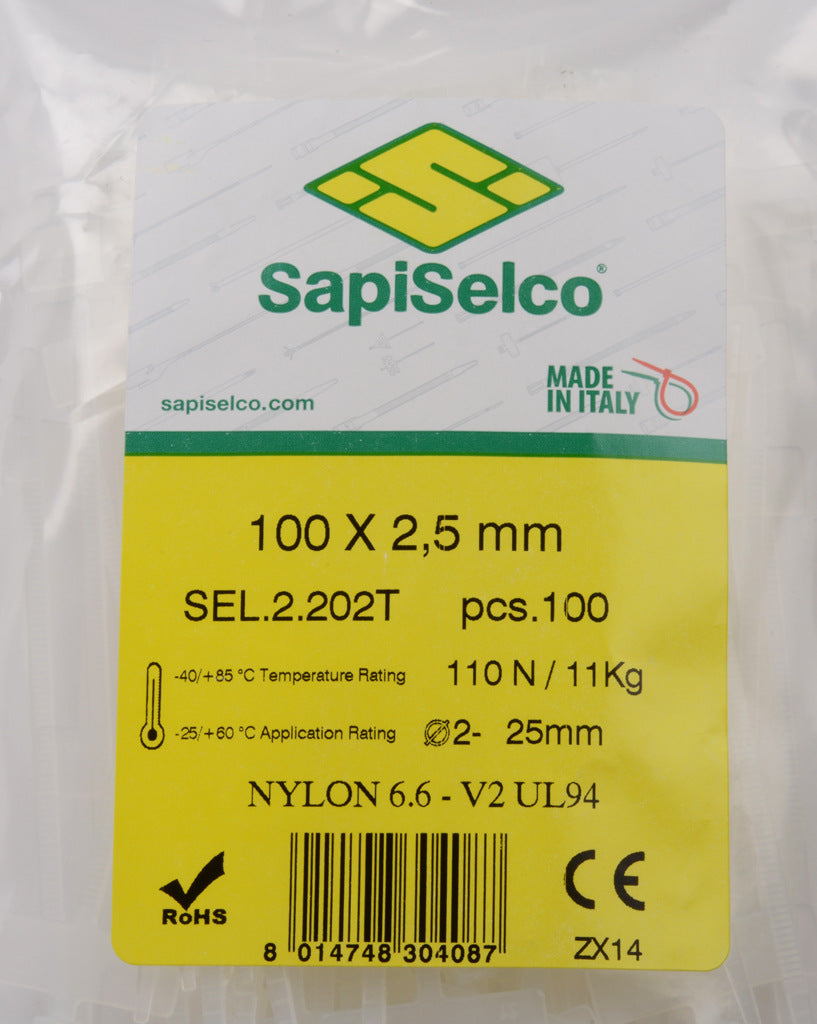 SapiSelco®
MADE
IN ITALY
sapiselco.com
100 X 2,5 mm
SEL.2.202T pcs.100
-40/+85 °C Temperature Rating 110 N / 11Kg
-25/+60 °C Application Rating Ø2- 25mm
NYLON 6.6 - V2 UL94
RoHS
CE
8 014748 304087
ZX14